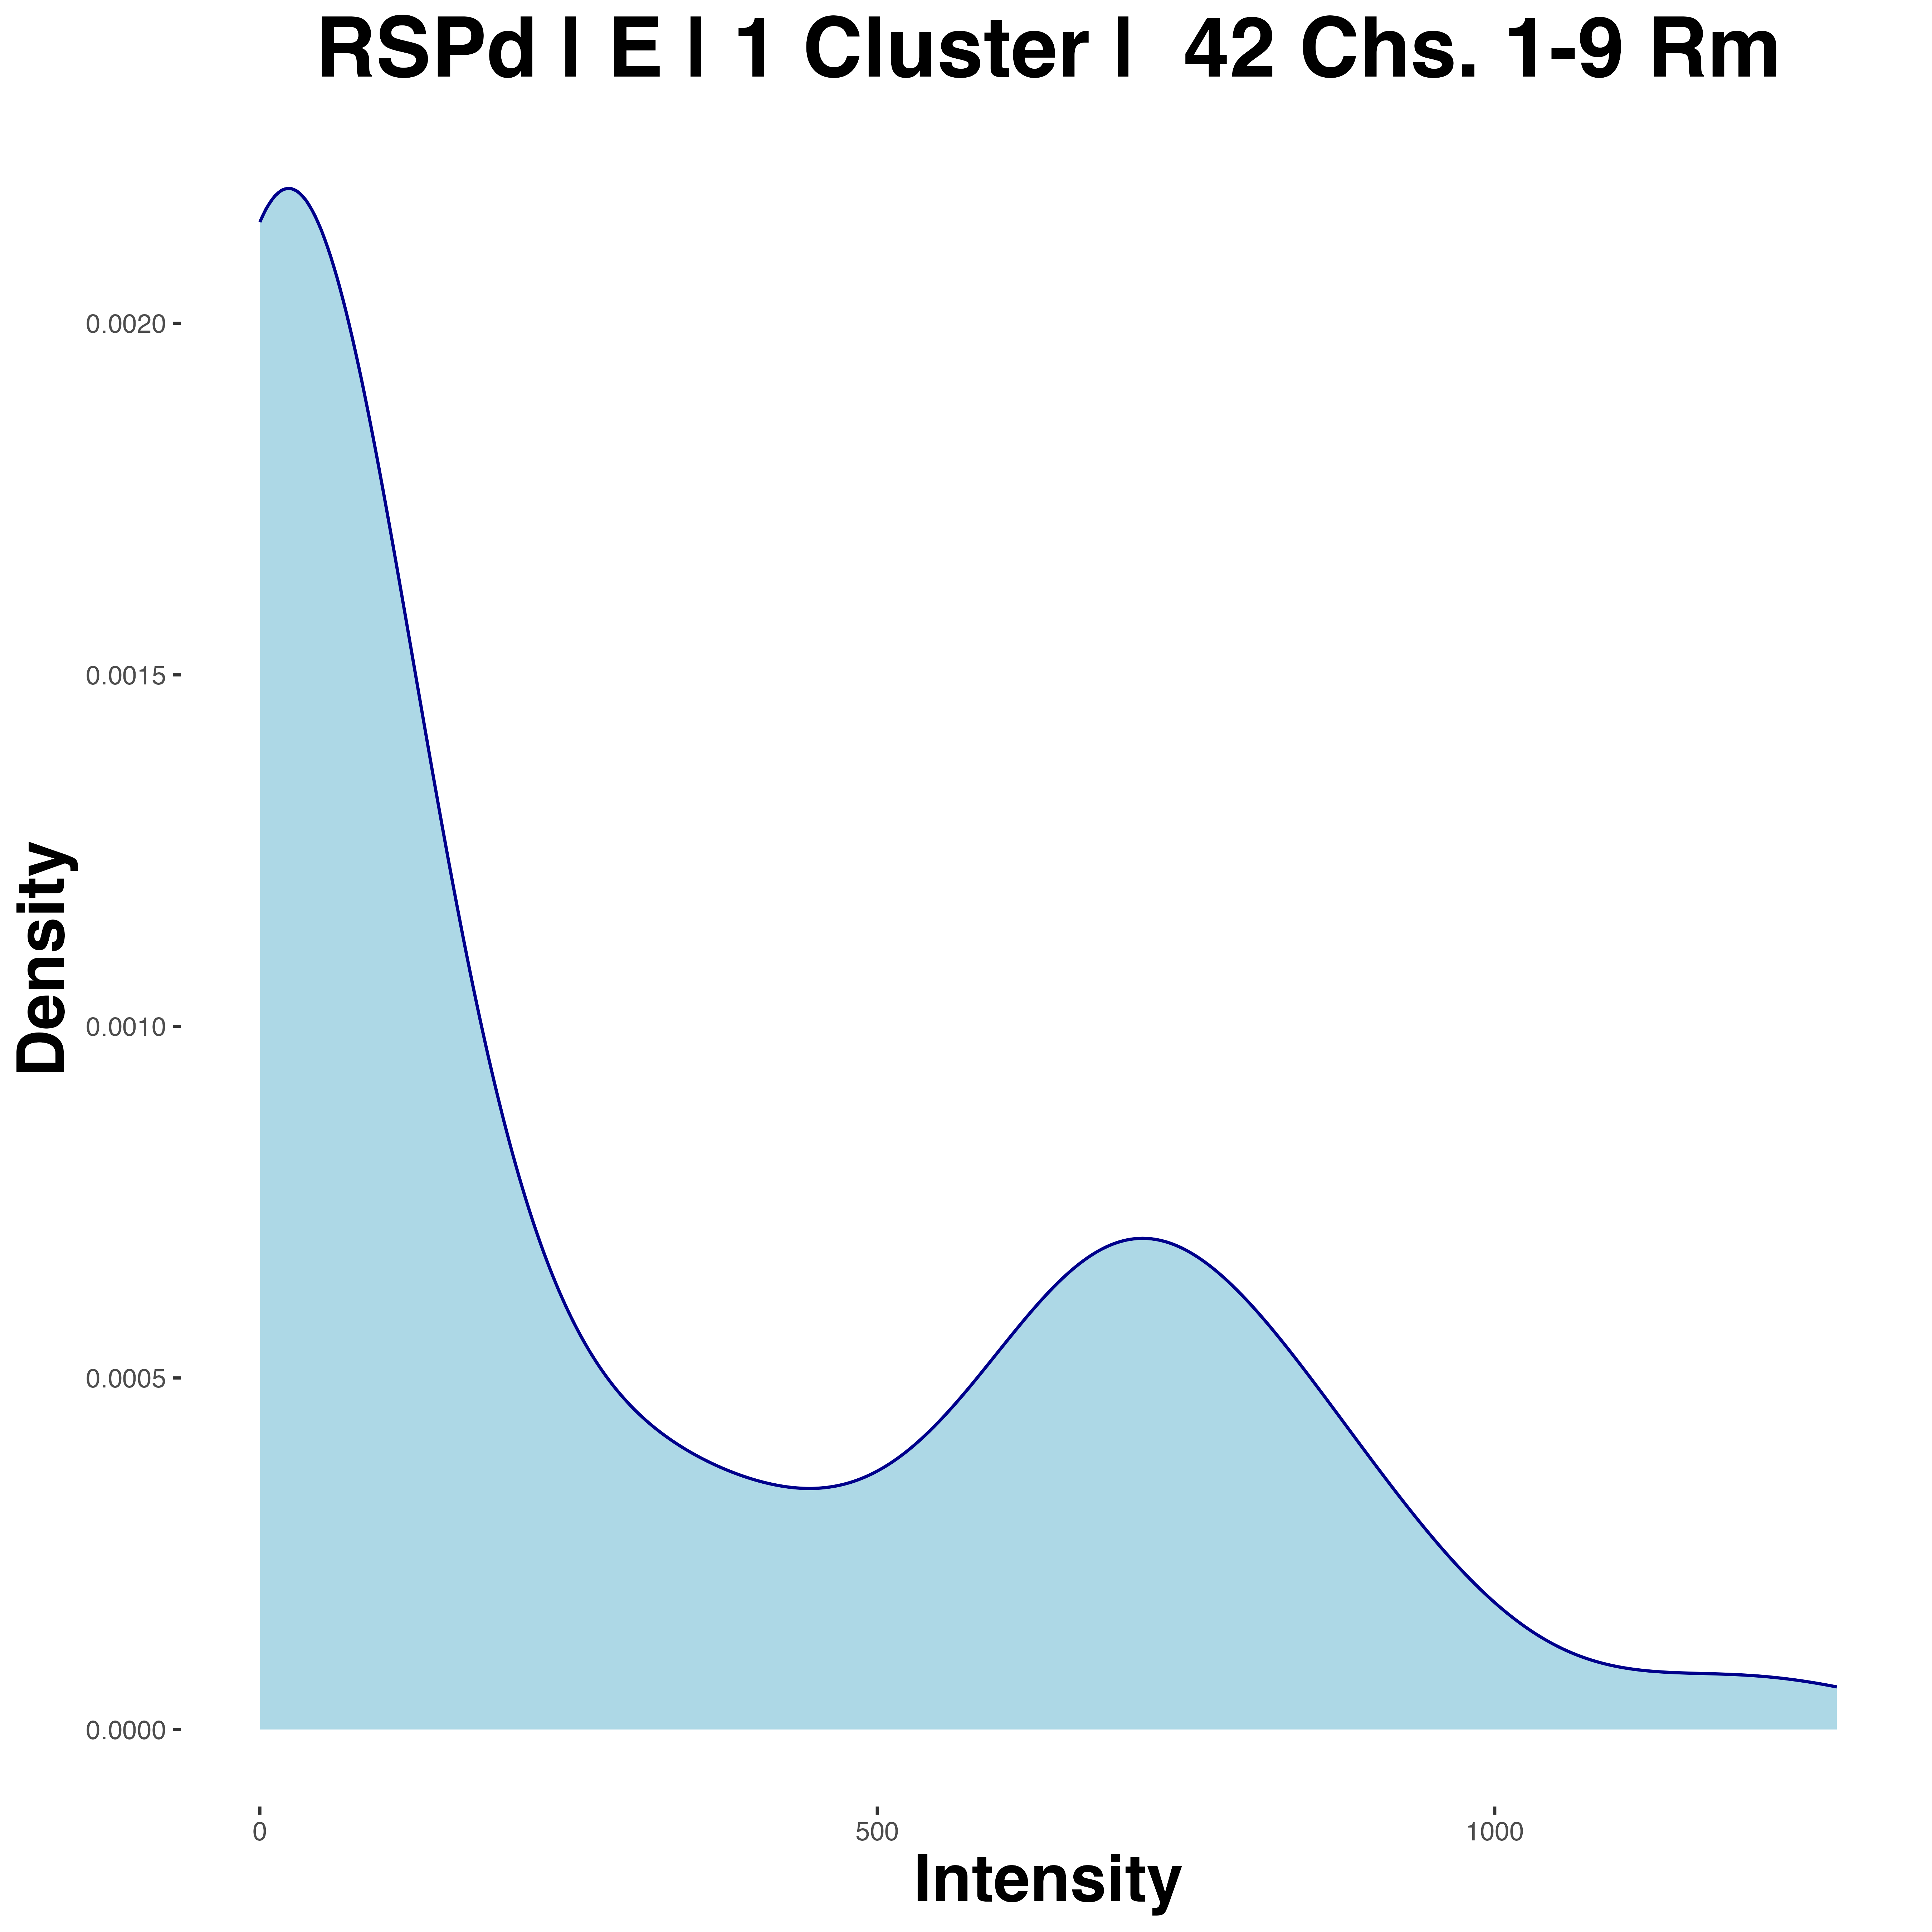 RSPd | E | 1 Cluster |  42 Chs. 1-9 Rm
0.0020
0.0015
0.0010
0.0005
0.0000
Density
0 500 1000
Intensity